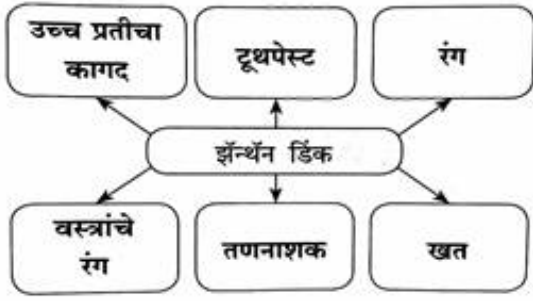 उच्च प्रतीचा
कागद
टूथपेस्ट
रंग
झॅन्थॅन डिंक
वस्त्रांचे
रंग
तणनाशक
खत